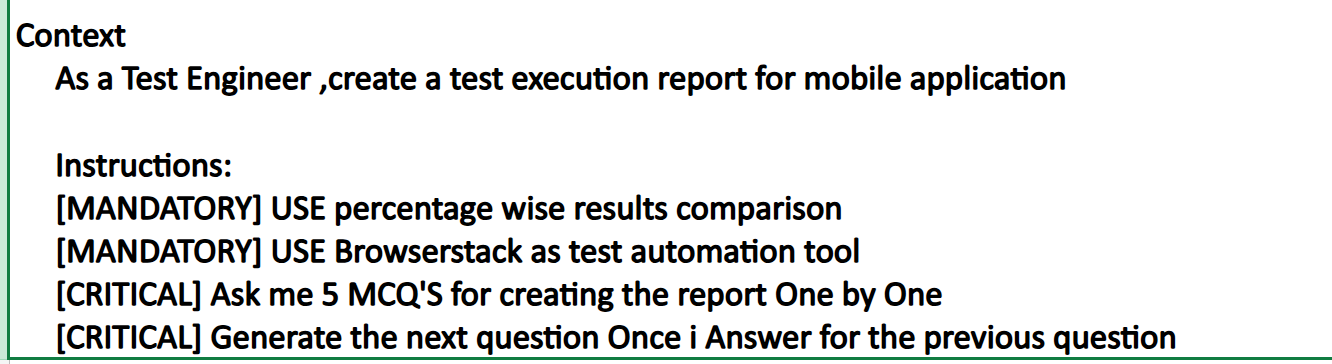 Context
As a Test Engineer ,create a test execution report for mobile application
Instructions:
[MANDATORY] USE percentage wise results comparison
[MANDATORY] USE Browserstack as test automation tool
[CRITICAL] Ask me 5 MCQ'S for creating the report One by One
[CRITICAL] Generate the next question Once i Answer for the previous question